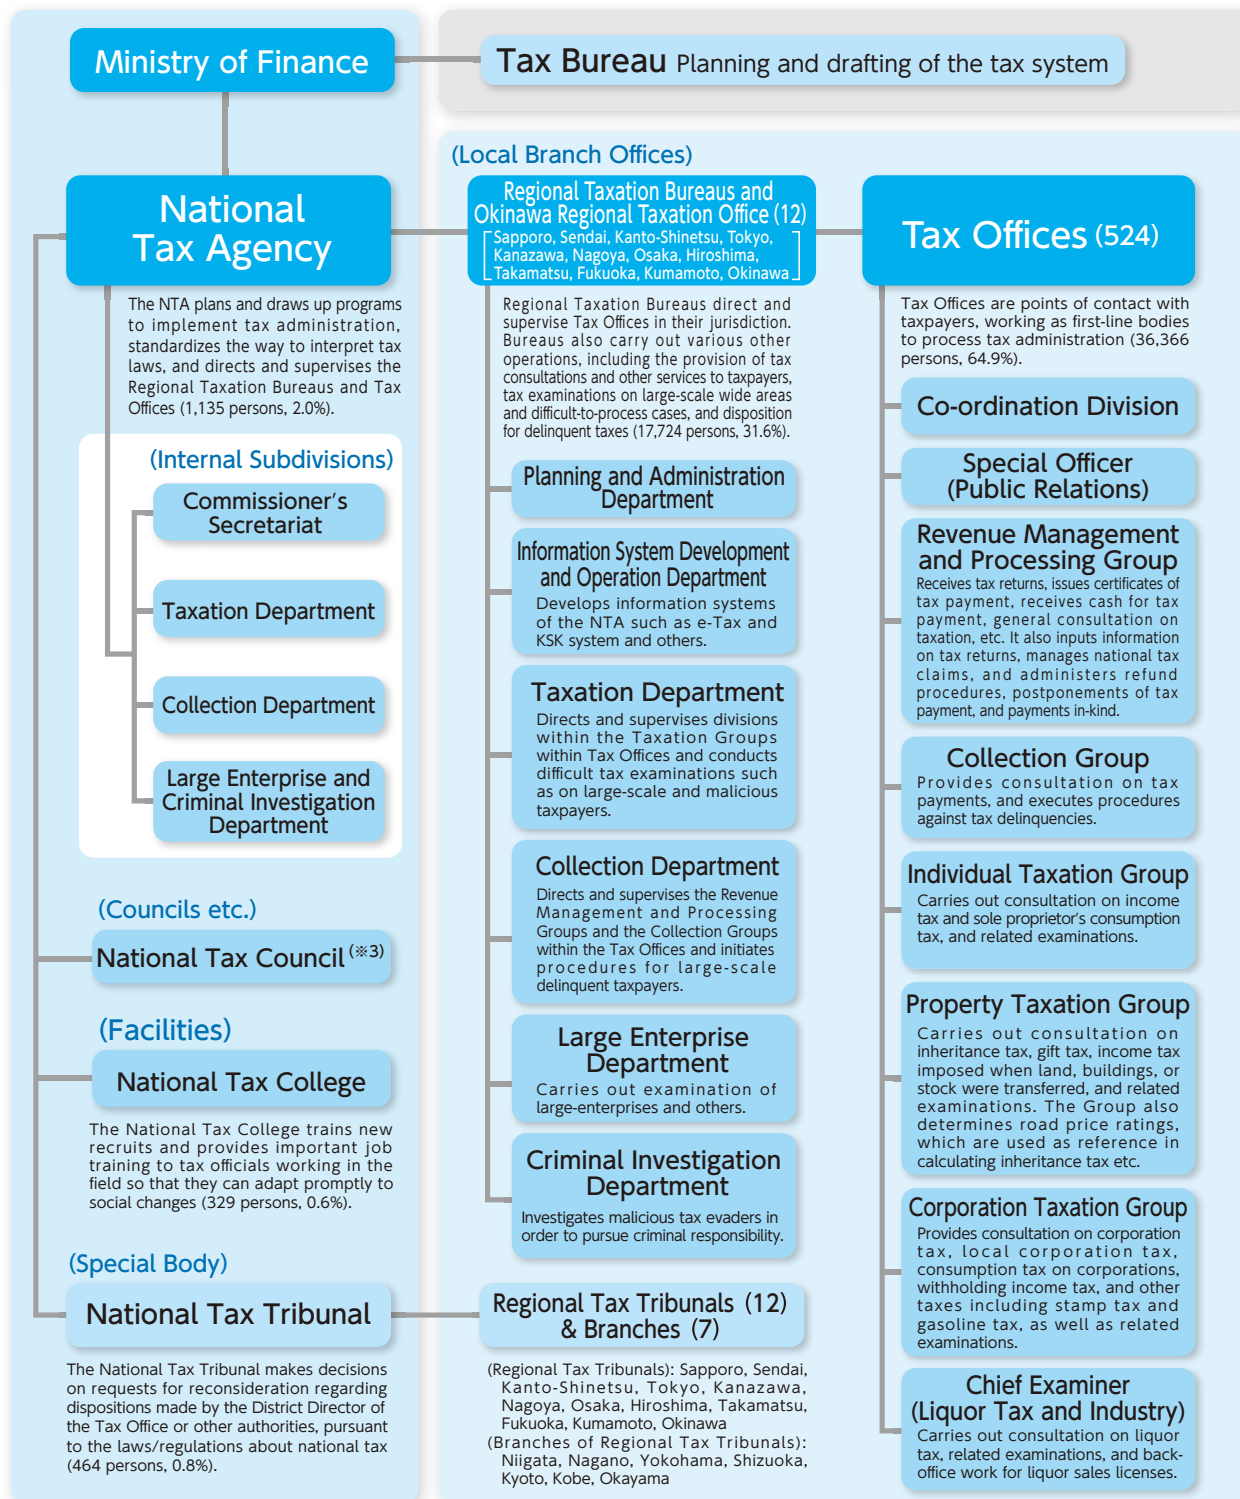 Ministry of Finance
Tax Bureau Planning and drafting of the tax system
National
Tax Agency
The NTA plans and draws up programs
to implement tax administration,
standardizes the way to interpret tax
laws, and directs and supervises the
Regional Taxation Bureaus and Tax
Offices (1,135 persons, 2.0%).
(Internal Subdivisions)
Commissioner's
Secretariat
Taxation Department
Collection Department
Large Enterprise and
Criminal Investigation
Department
(Councils etc.)
National Tax Council (※3)
(Facilities)
National Tax College
The National Tax College trains new
recruits and provides important job
training to tax officials working in the
field so that they can adapt promptly to
social changes (329 persons, 0.6%).
(Special Body)
National Tax Tribunal
The National Tax Tribunal makes decisions
on requests for reconsideration regarding
dispositions made by the District Director of
the Tax Office or other authorities, pursuant
to the laws/regulations about national tax
(464 persons, 0.8%).
(Local Branch Offices)
Regional Taxation Bureaus and
Okinawa Regional Taxation Office (12)
[Sapporo, Sendai, Kanto-Shinetsu, Tokyo,
Kanazawa, Nagoya, Osaka, Hiroshima,
Takamatsu, Fukuoka, Kumamoto, Okinawa]
Regional Taxation Bureaus direct and
supervise Tax Offices in their jurisdiction.
Bureaus also carry out various other
operations, including the provision of tax
consultations and other services to taxpayers,
tax examinations on large-scale wide areas
and difficult-to-process cases, and disposition
for delinquent taxes (17,724 persons, 31.6%).
Planning and Administration
Department
Information System Development
and Operation Department
Develops information systems
of the NTA such as e-Tax and
KSK system and others.
Taxation Department
Directs and supervises divisions
within the Taxation Groups
within Tax Offices and conducts
difficult tax examinations such
as on large-scale and malicious
taxpayers.
Collection Department
Directs and supervises the Revenue
Management and Processing
Groups and the Collection Groups
within the Tax Offices and initiates
procedures for large-scale
delinquent taxpayers.
Large Enterprise
Department
Carries out examination of
large-enterprises and others.
Criminal Investigation
Department
Investigates malicious tax evaders in
order to pursue criminal responsibility.
Regional Tax Tribunals (12)
& Branches (7)
(Regional Tax Tribunals): Sapporo, Sendai,
Kanto-Shinetsu, Tokyo, Kanazawa,
Nagoya, Osaka, Hiroshima, Takamatsu,
Fukuoka, Kumamoto, Okinawa
(Branches of Regional Tax Tribunals):
Niigata, Nagano, Yokohama, Shizuoka,
Kyoto, Kobe, Okayama
Tax Offices (524)
Tax Offices are points of contact with
taxpayers, working as first-line bodies
to process tax administration (36,366
persons, 64.9%).
Co-ordination Division
Special Officer
(Public Relations)
Revenue Management
and Processing Group
Receives tax returns, issues certificates of
tax payment, receives cash for tax
payment, general consultation on
taxation, etc. It also inputs information
on tax returns, manages national tax
claims, and administers refund
procedures, postponements of tax
payment, and payments in-kind.
Collection Group
Provides consultation on tax
payments, and executes procedures
against tax delinquencies.
Individual Taxation Group
Carries out consultation on income
tax and sole proprietor's consumption
tax, and related examinations.
Property Taxation Group
Carries out consultation on
inheritance tax, gift tax, income tax
imposed when land, buildings, or
stock were transferred, and related
examinations. The Group also
determines road price ratings,
which are used as reference in
calculating inheritance tax etc.
Corporation Taxation Group
Provides consultation on corporation
tax, local corporation tax,
consumption tax on corporations,
withholding income tax, and other
taxes including stamp tax and
gasoline tax, as well as related
examinations.
Chief Examiner
(Liquor Tax and Industry)
Carries out consultation on liquor
tax, related examinations, and back-
office work for liquor sales licenses.